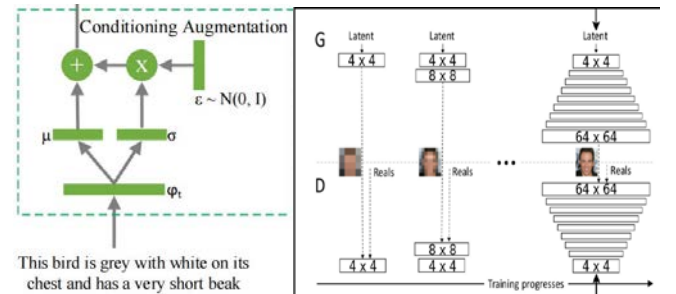 Conditioning Augmentation
+
x
ε ~ N(0, I)
μ
σ
φt
This bird is grey with white on its
chest and has a very short beak
G
Latent
4 x 4
Latent
4 x 4
8 x 8
Latent
4 x 4
64 x 64
Reals
Reals
•••
Reals
D
64 x 64
4 x 4
8 x 8
4 x 4
4 x 4
Training progresses